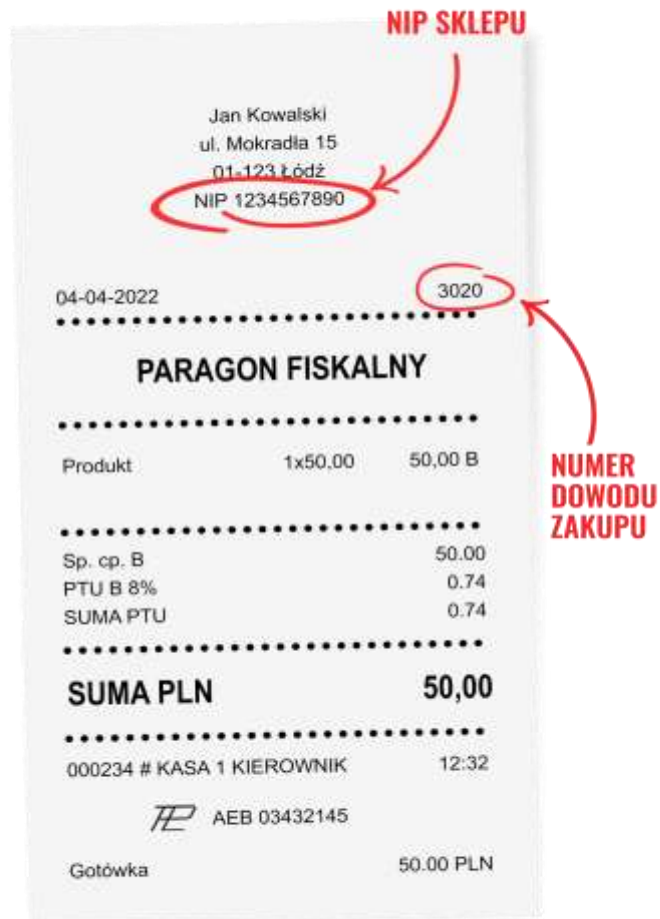 NIP SKLEPU
Jan Kowalski
ul. Mokradła 15
01-123 Łódź
NIP 1234567890
04-04-2022 3020
PARAGON FISKALNY
Produkt 1x50.00 50,00 B
NUMER
DOWODU
ZAKUPU
Sp. cp. B 50.00
PTU B 8% 0.74
SUMA PTU 0.74
SUMA PLN 50,00
000234 # KASA 1 KIEROWNIK 12:32
AEB 03432145
Gotówka 50.00 PLN